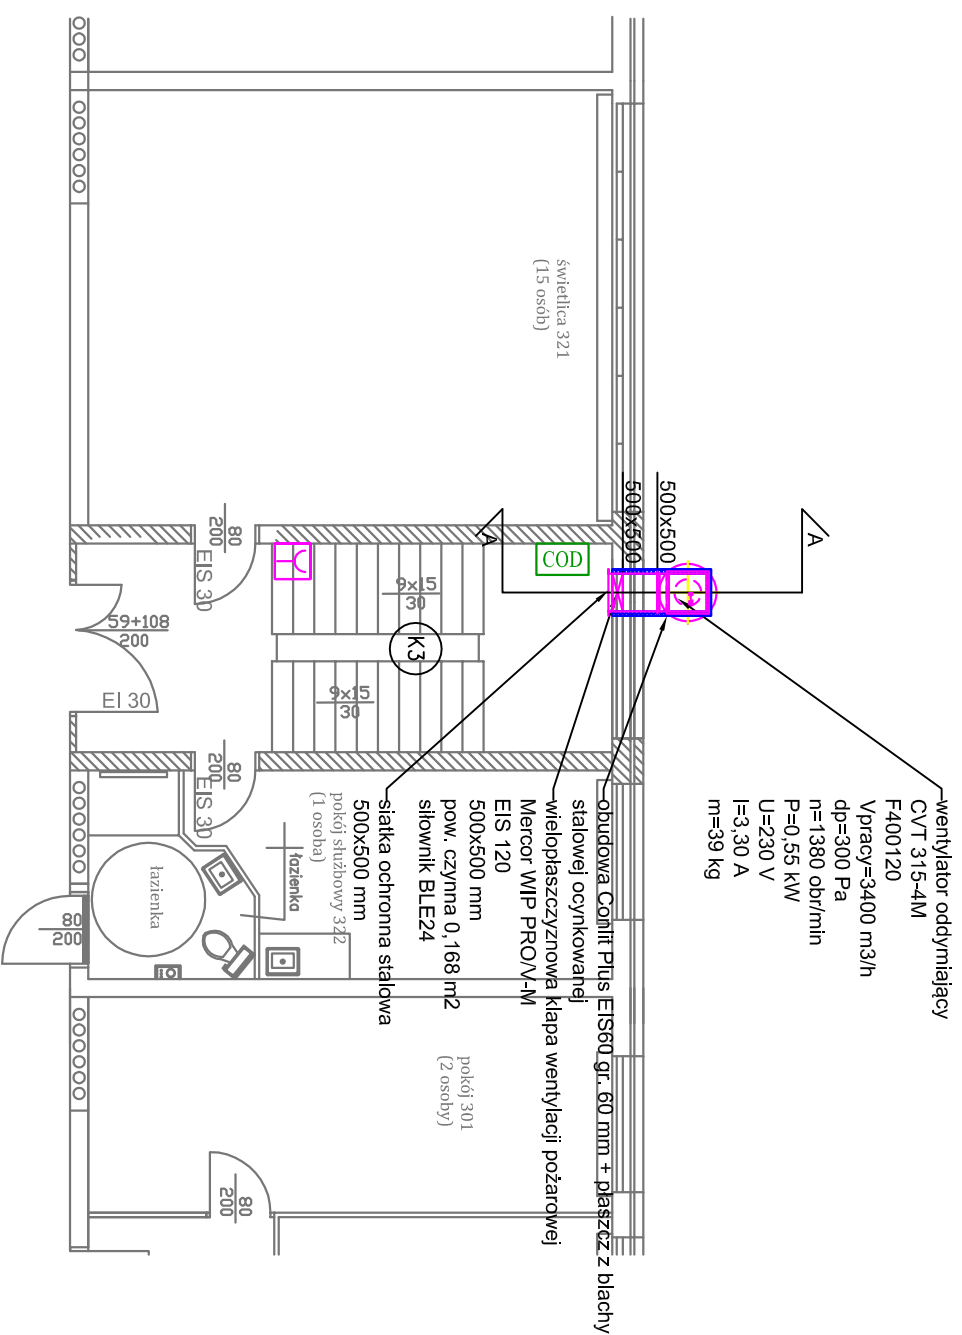 wentylator oddymiający
CVT 315-4M
F400120
Vpracy=3400 m3/h
dp=300 Pa
n=1380 obr/min
P=0,55 kW
U=230 V
I=3,30 A
m=39 kg
A
A
500x500
500x500
obudowa Conlit Plus EIS60 gr. 60 mm + płaszcz z blachy
stalowej ocynkowanej
wielopłaszczyznowa klapa wentylacji pożarowej
Mercor WIP PRO/V-M
EIS 120
500x500 mm
pow. czynna 0,168 m2
siłownik BLE24
siatka ochronna stalowa
500x500 mm
świetlica 321
(15 osób)
COD
9x15
30
K3
9x15
30
80
200
EIS 30
59+108
200
EI 30
80
200
EIS 30
pokój służbowy 322
(1 osoba)
łazienka
łazienka
80
200
pokój 301
(2 osoby)
80
200